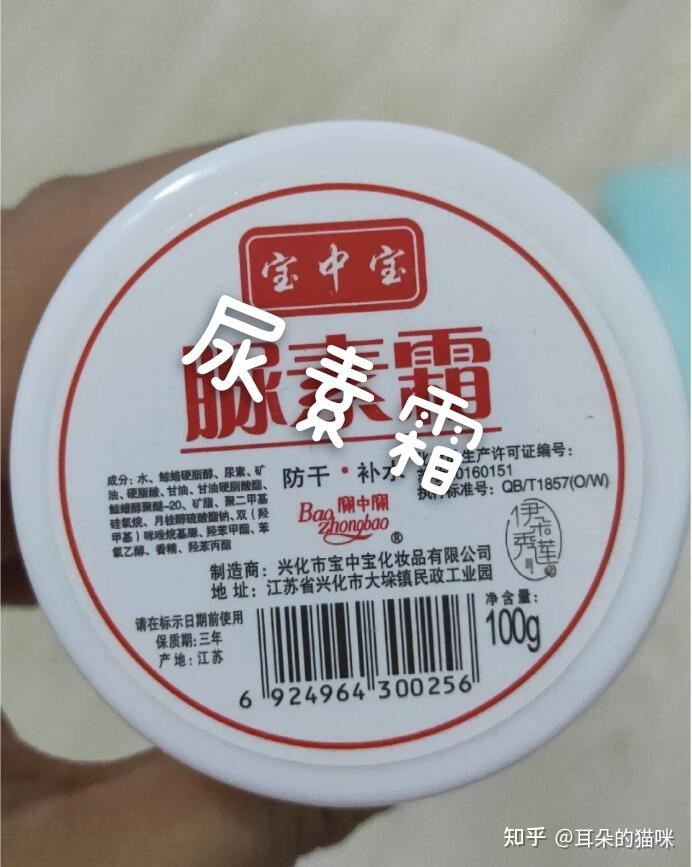 宝中宝
脲素霜
尿素霜
成分：水、鲸蜡硬脂醇、尿素、矿
油、硬脂酸、甘油、甘油硬脂酸酯、
鲸蜡醇聚醚-20、矿脂、聚二甲基
硅氧烷、月桂醇硫酸酯钠、双（羟
甲基）咪唑烷基脲、羟苯甲酯、苯
氧乙醇、香精、羟苯丙酯
防干·补水
生产许可证编号：
0160151
标准号：QB/T1857(O/W)
Bao
Zhongbao
®
伊卡莲秀
制造商：兴化市宝中宝化妆品有限公司
地 址：江苏省兴化市大垛镇民政工业园
请在标示日期前使用
保质期：三年
产 地：江苏
净含量：
100g
6 924964 300256
知乎 @耳朵的猫咪